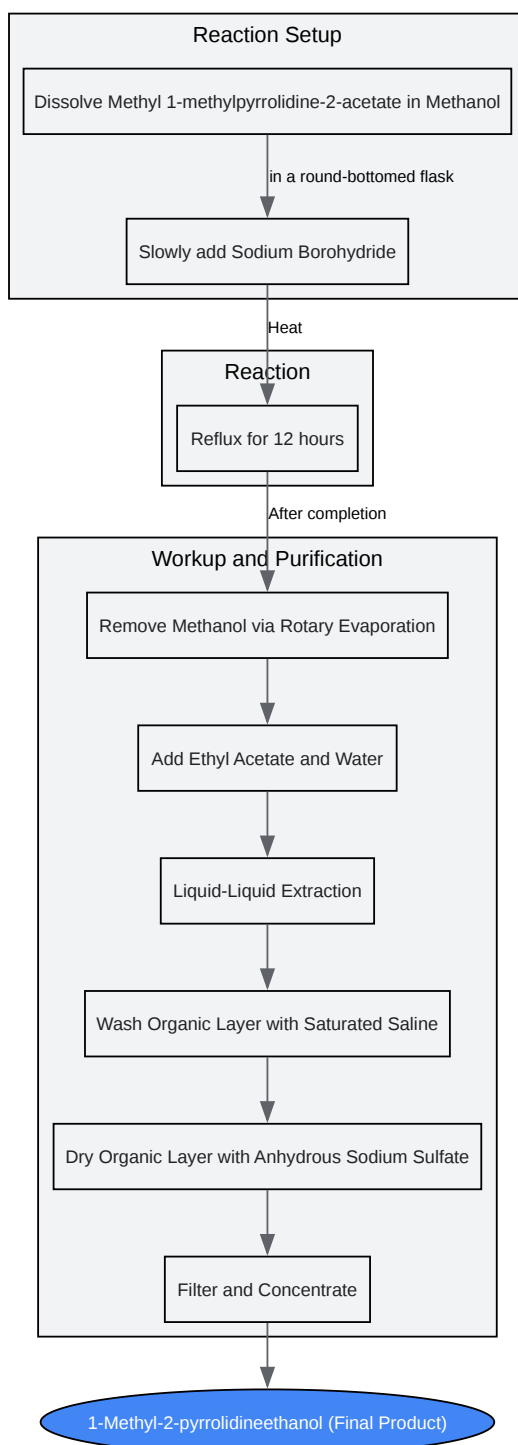 Reaction Setup
Dissolve Methyl 1-methylpyrrolidine-2-acetate in Methanol
in a round-bottomed flask
Slowly add Sodium Borohydride
Heat
Reaction
Reflux for 12 hours
After completion
Workup and Purification
Remove Methanol via Rotary Evaporation
Add Ethyl Acetate and Water
Liquid-Liquid Extraction
Wash Organic Layer with Saturated Saline
Dry Organic Layer with Anhydrous Sodium Sulfate
Filter and Concentrate
1-Methyl-2-pyrrolidineethanol (Final Product)